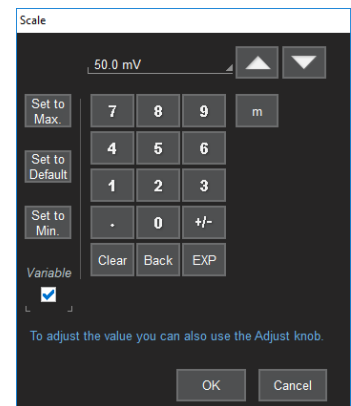 Scale
50.0 mV
Set to
Max.
7 8 9 m
Set to
Default
4 5 6
1 2 3
Set to
Min.
. 0 +/-
Clear Back EXP
Variable
To adjust the value you can also use the Adjust knob.
OK Cancel